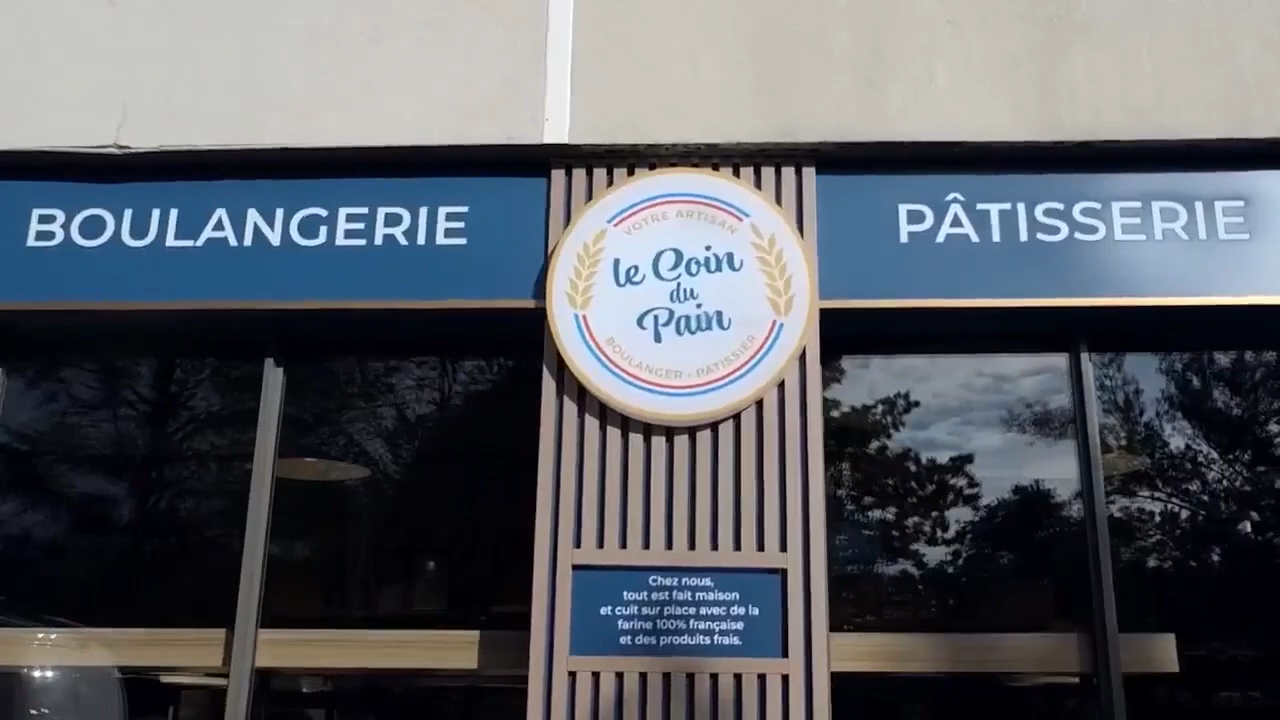 BOULANGERIE
VOTRE ARTISAN
le Coin
du
Pain
BOULANGER - PATISSIER
PÂTISSERIE
Chez nous,
tout est fait maison
et cuit sur place avec de la
farine 100% française
et des produits frais.